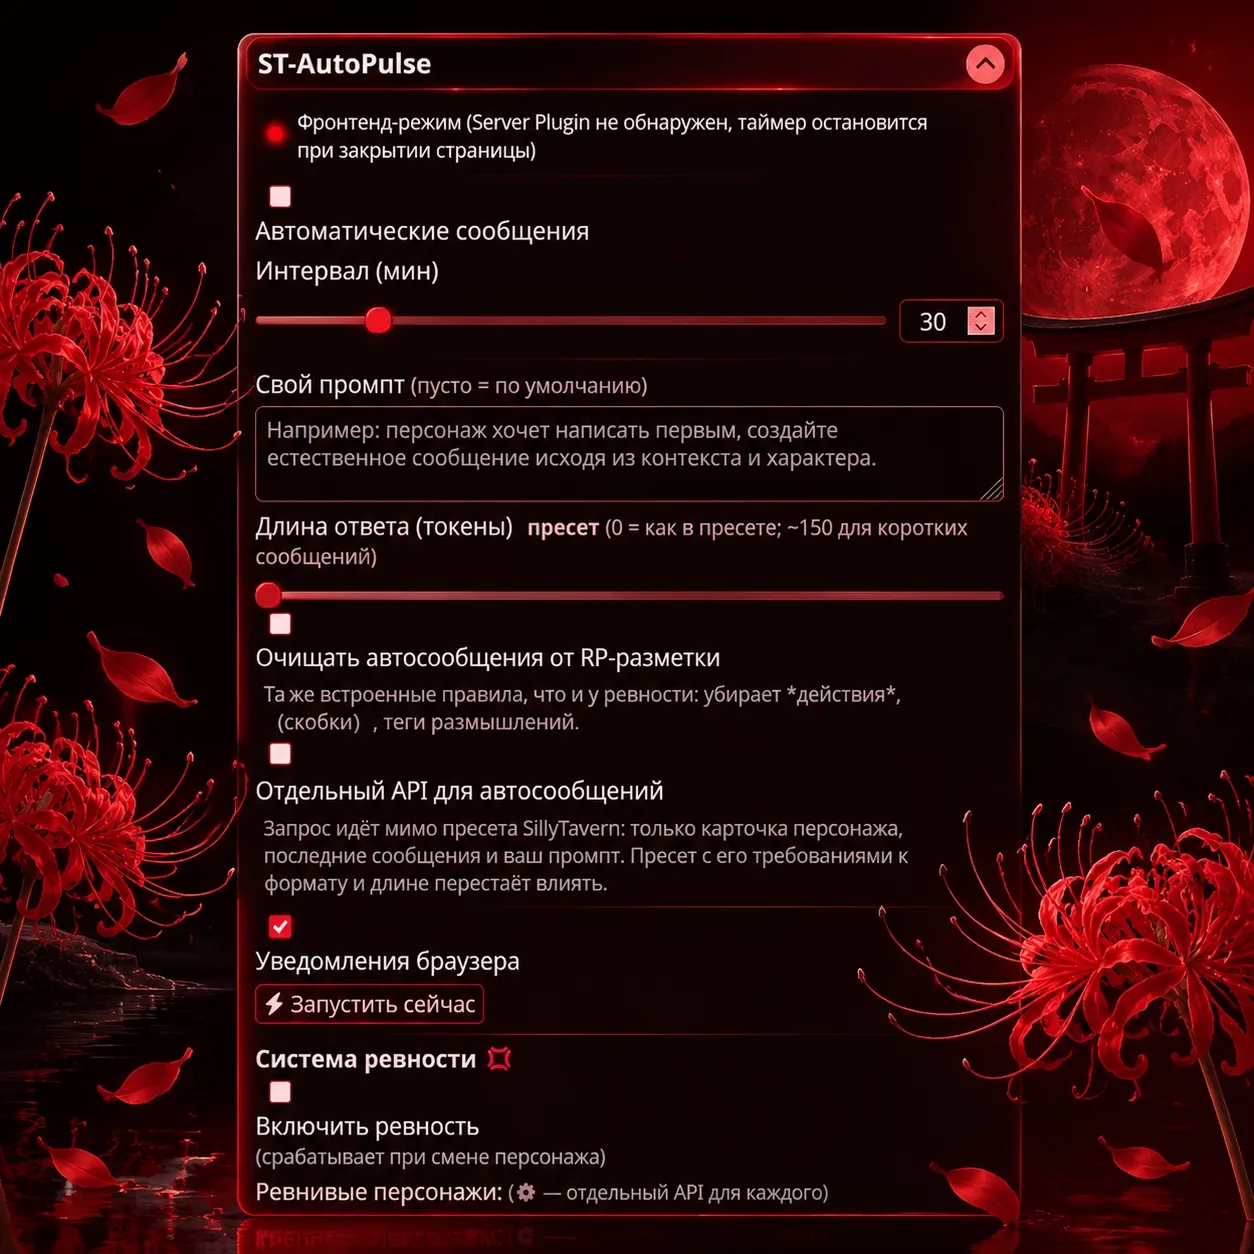 ST-AutoPulse
Фронтенд-режим (Server Plugin не обнаружен, таймер остановится
при закрытии страницы)
Автоматические сообщения
Интервал (мин)
30
Свой промпт (пусто = по умолчанию)
Например: персонаж хочет написать первым, создайте
естественное сообщение исходя из контекста и характера.
Длина ответа (токены) пресет (0 = как в пресете; ~150 для коротких
сообщений)
Очищать автосообщения от RP-разметки
Та же встроенные правила, что и у ревности: убирает *действия*,
(скобки) , теги размышлений.
Отдельный API для автосообщений
Запрос идёт мимо пресета SillyTavern: только карточка персонажа,
последние сообщения и ваш промпт. Пресет с его требованиями к
формату и длине перестаёт влиять.
Уведомления браузера
Запустить сейчас
Система ревности
Включить ревность
(срабатывает при смене персонажа)
Ревнивые персонажи: (⚙ — отдельный API для каждого)